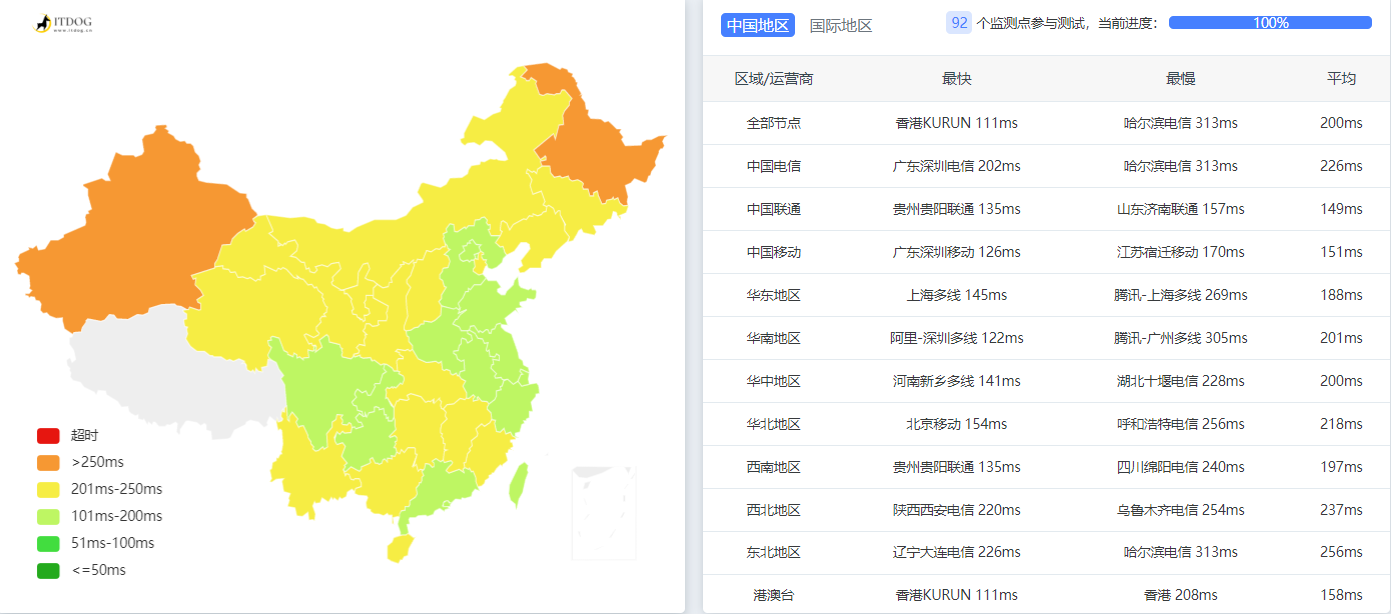 ITDOG
www.itdog.cn
超时
>250ms
201ms-250ms
101ms-200ms
51ms-100ms
<=50ms
中国地区 国际地区 92 个监测点参与测试，当前进度： 100%
区域/运营商 最快 最慢 平均
全部节点 香港KURUN 111ms 哈尔滨电信 313ms 200ms
中国电信 广东深圳电信 202ms 哈尔滨电信 313ms 226ms
中国联通 贵州贵阳联通 135ms 山东济南联通 157ms 149ms
中国移动 广东深圳移动 126ms 江苏宿迁移动 170ms 151ms
华东地区 上海多线 145ms 腾讯-上海多线 269ms 188ms
华南地区 阿里-深圳多线 122ms 腾讯-广州多线 305ms 201ms
华中地区 河南新乡多线 141ms 湖北十堰电信 228ms 200ms
华北地区 北京移动 154ms 呼和浩特电信 256ms 218ms
西南地区 贵州贵阳联通 135ms 四川绵阳电信 240ms 197ms
西北地区 陕西西安电信 220ms 乌鲁木齐电信 254ms 237ms
东北地区 辽宁大连电信 226ms 哈尔滨电信 313ms 256ms
港澳台 香港KURUN 111ms 香港 208ms 158ms